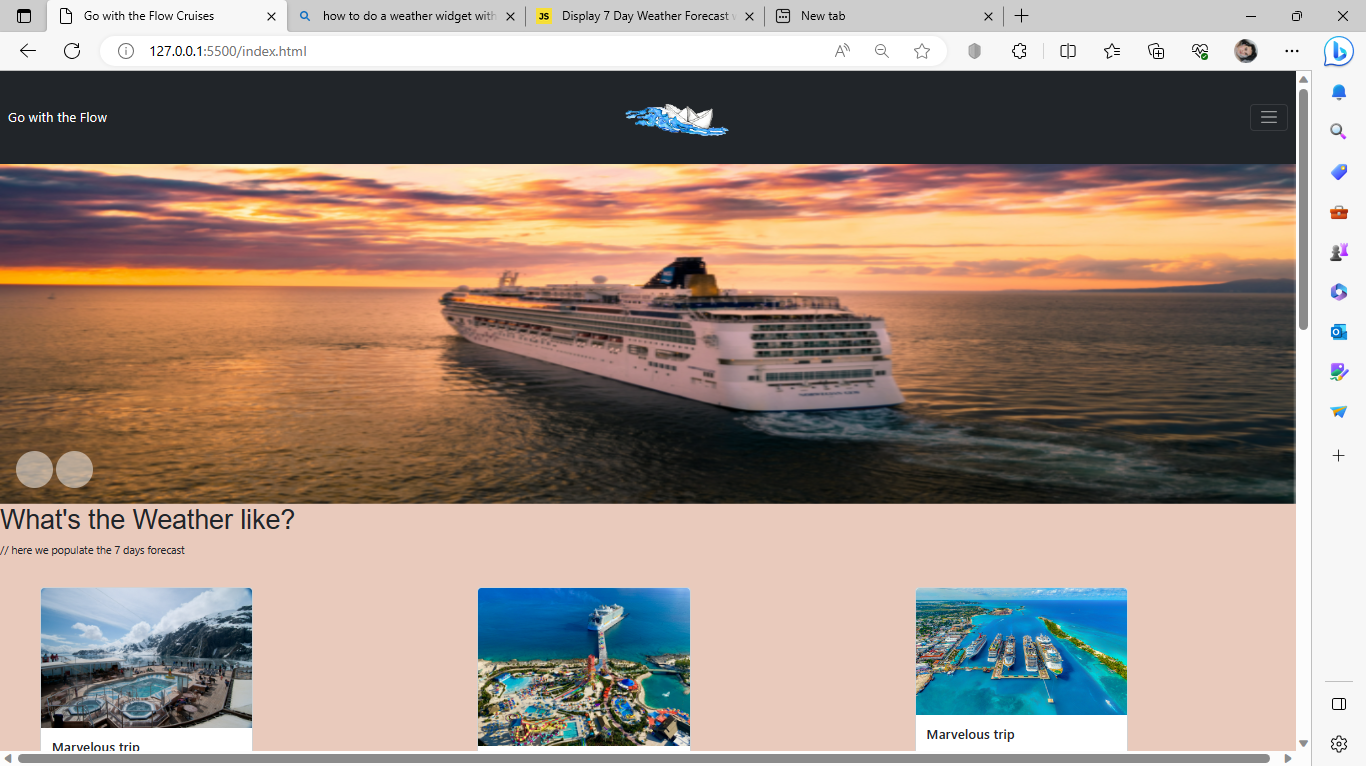 Go with the Flow Cruises
how to do a weather widget with
JS Display 7 Day Weather Forecast
New tab
127.0.0.1:5500/index.html
Go with the Flow
What's the Weather like?
// here we populate the 7 days forecast
Marvelous trip
Marvelous trip